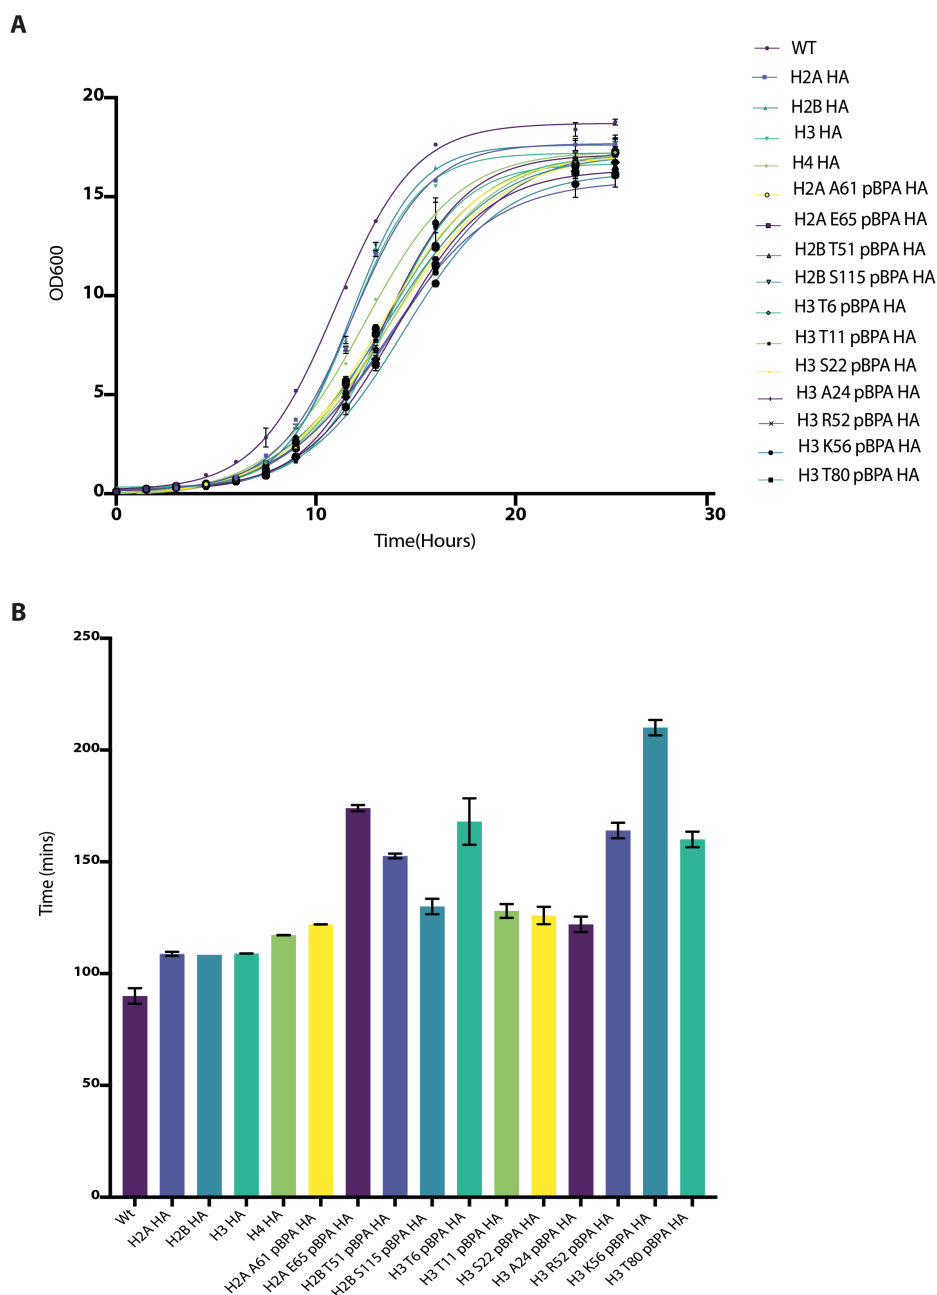 A
20
15
10
5
0
OD600
0
10
20
30
Time(Hours)
WT
H2A HA
H2B HA
H3 HA
H4 HA
H2A A61 pBPA HA
H2A E65 pBPA HA
H2B T51 pBPA HA
H2B S115 pBPA HA
H3 T6 pBPA HA
H3 T11 pBPA HA
H3 S22 pBPA HA
H3 A24 pBPA HA
H3 R52 pBPA HA
H3 K56 pBPA HA
H3 T80 pBPA HA
B
250
200
150
100
50
0
Time (mins)
Wt
H2A HA
H2B HA
H3 HA
H4 HA
H2A A61 pBPA HA
H2A E65 pBPA HA
H2B T51 pBPA HA
H2B S115 pBPA HA
H3 T6 pBPA HA
H3 T11 pBPA HA
H3 S22 pBPA HA
H3 A24 pBPA HA
H3 R52 pBPA HA
H3 K56 pBPA HA
H3 T80 pBPA HA